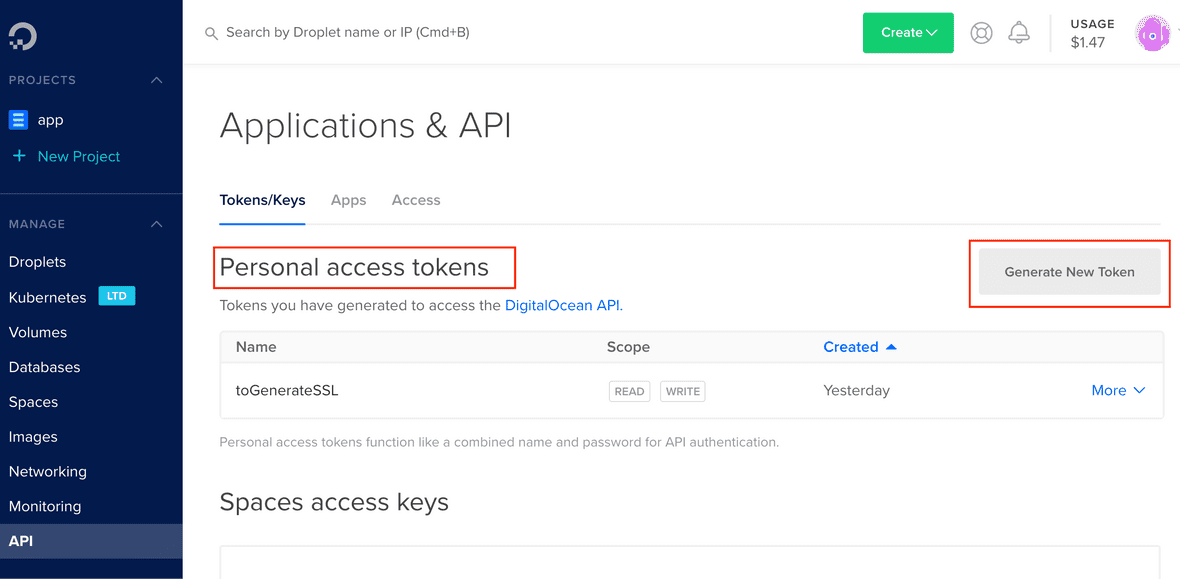 Search by Droplet name or IP (Cmd+B)
Create
USAGE
$1.47
PROJECTS
app
New Project
MANAGE
Droplets
Kubernetes LTD
Volumes
Databases
Spaces
Images
Networking
Monitoring
API
Applications & API
Tokens/Keys Apps Access
Personal access tokens
Generate New Token
Tokens you have generated to access the DigitalOcean API.
Name Scope Created
toGenerateSSL READ WRITE Yesterday More
Personal access tokens function like a combined name and password for API authentication.
Spaces access keys